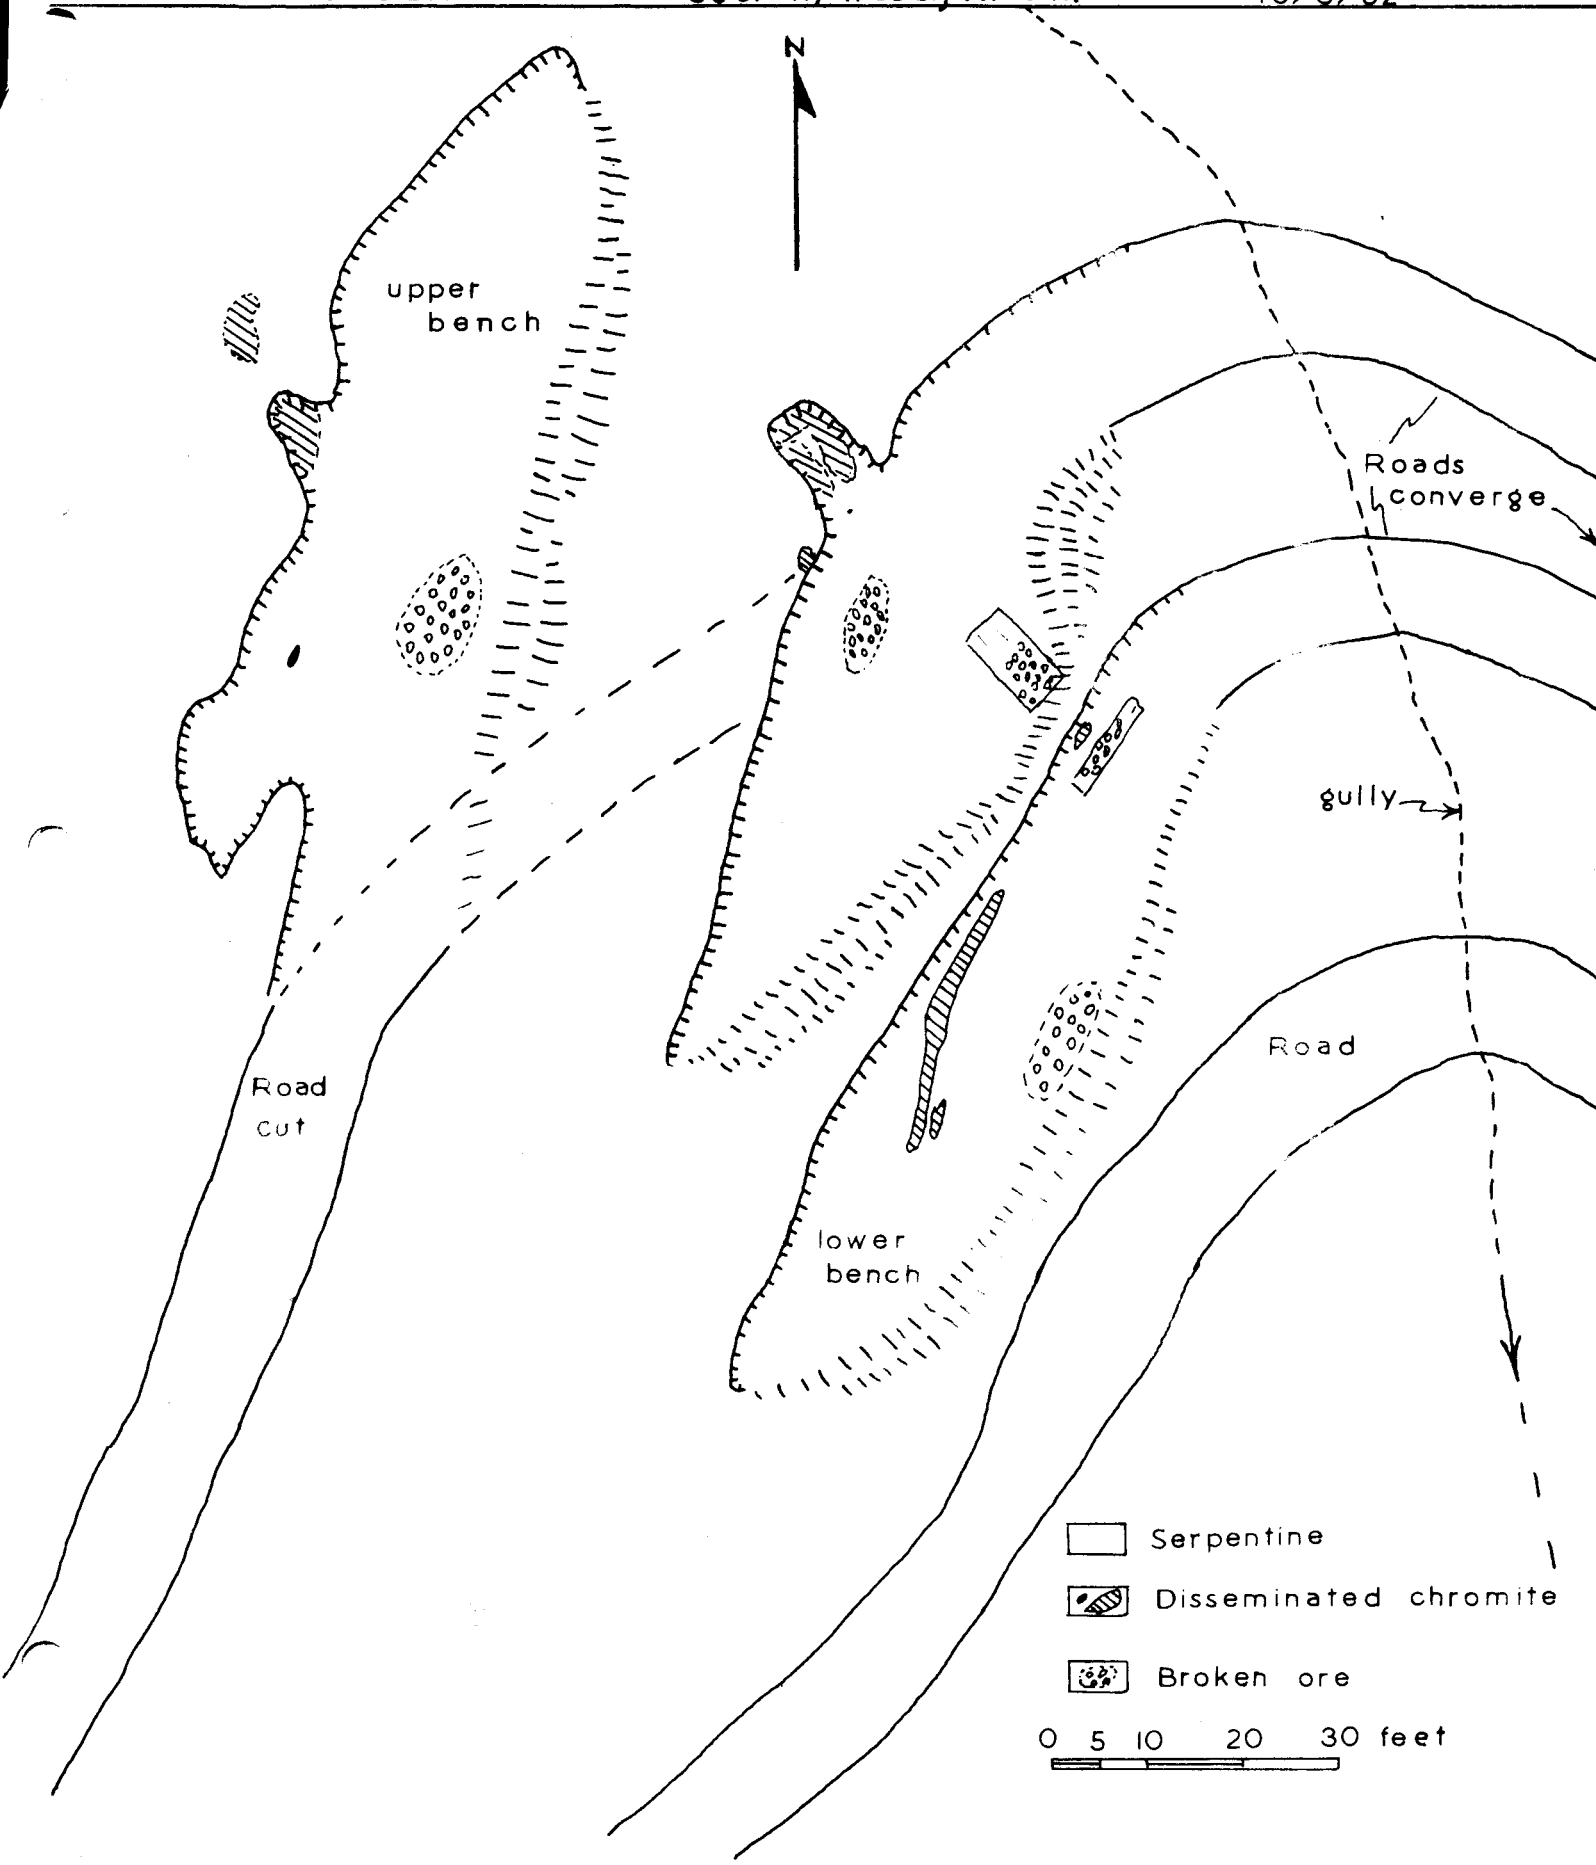 N
upper
bench
Roads
converge
gully
Road
Road
cut
lower
bench
Serpentine
Disseminated chromite
Broken ore
0 5 10 20 30 feet